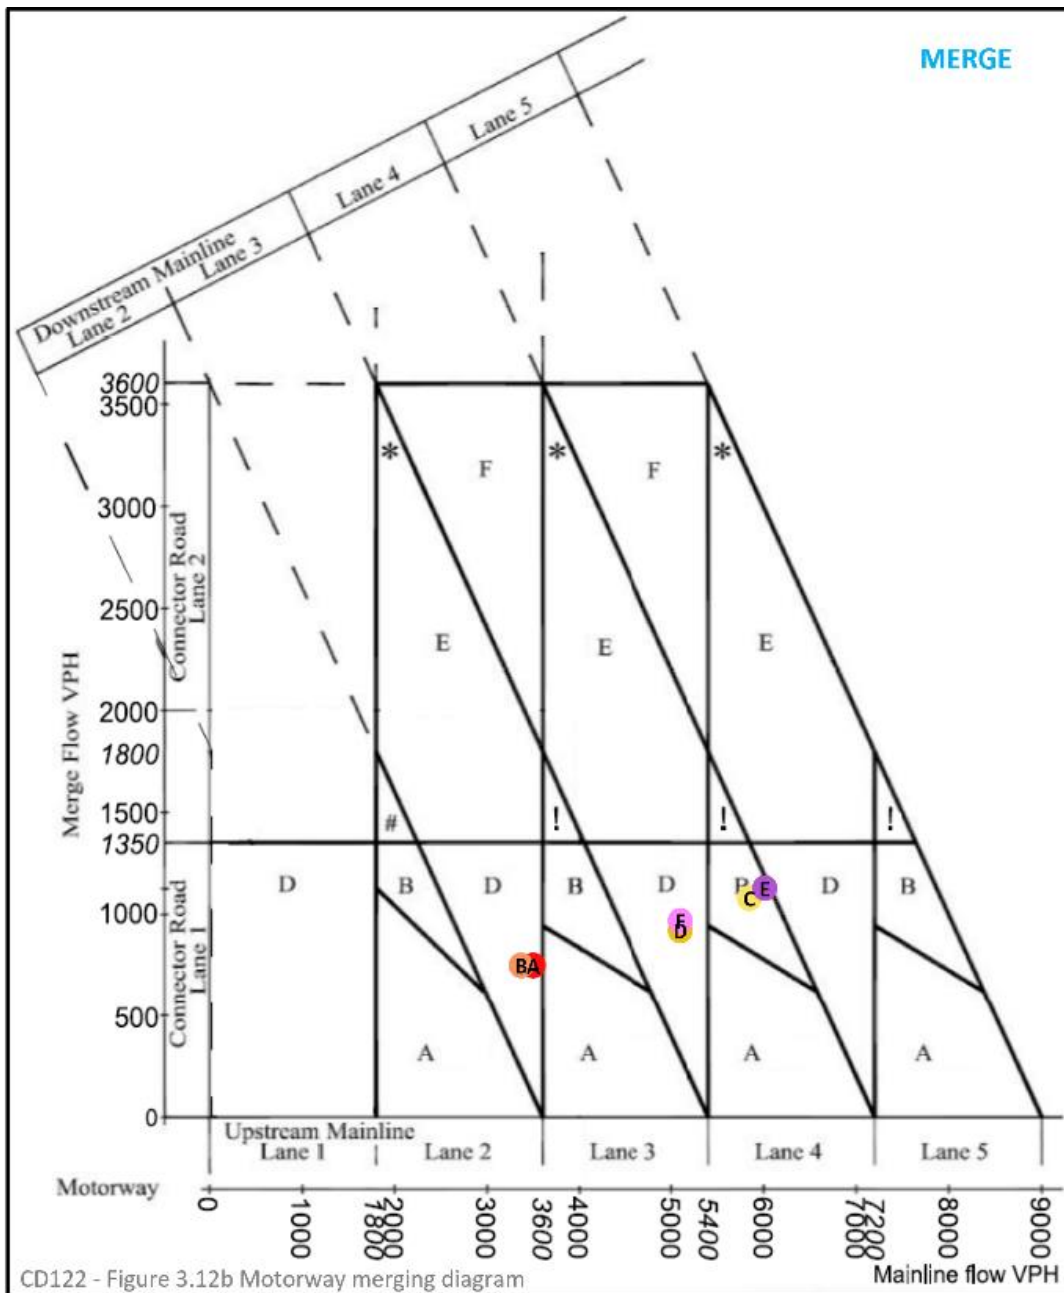 MERGE
Lane 5
Lane 4
Downstream Mainline
Lane 3
Lane 2
3600
3500
* * *
F F
3000
Connector Road
Lane 2
2500
E E E
Merge Flow VPH
2000
1800
1500
# ! ! !
1350
D B D B D B E D B
C
1000
E
D
Connector Road
Lane 1
B A
500
A A A A
0
Upstream Mainline
Lane 1 Lane 2 Lane 3 Lane 4 Lane 5
Motorway
0 1000 1800 2000 3000 3600 4000 5000 5400 6000 7000 7200 8000 9000
CD122 - Figure 3.12b Motorway merging diagram
Mainline flow VPH